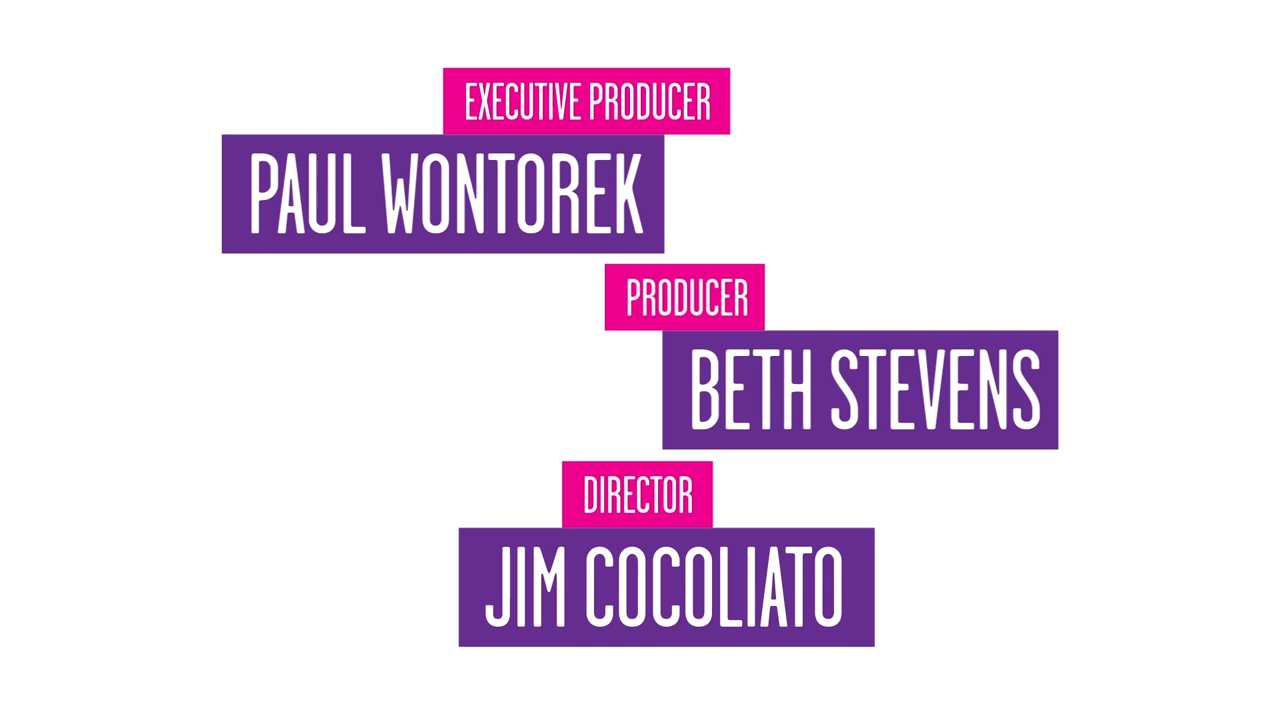 EXECUTIVE PRODUCER
PAUL WONTOREK
PRODUCER
BETH STEVENS
DIRECTOR
JIM COCOLIATO